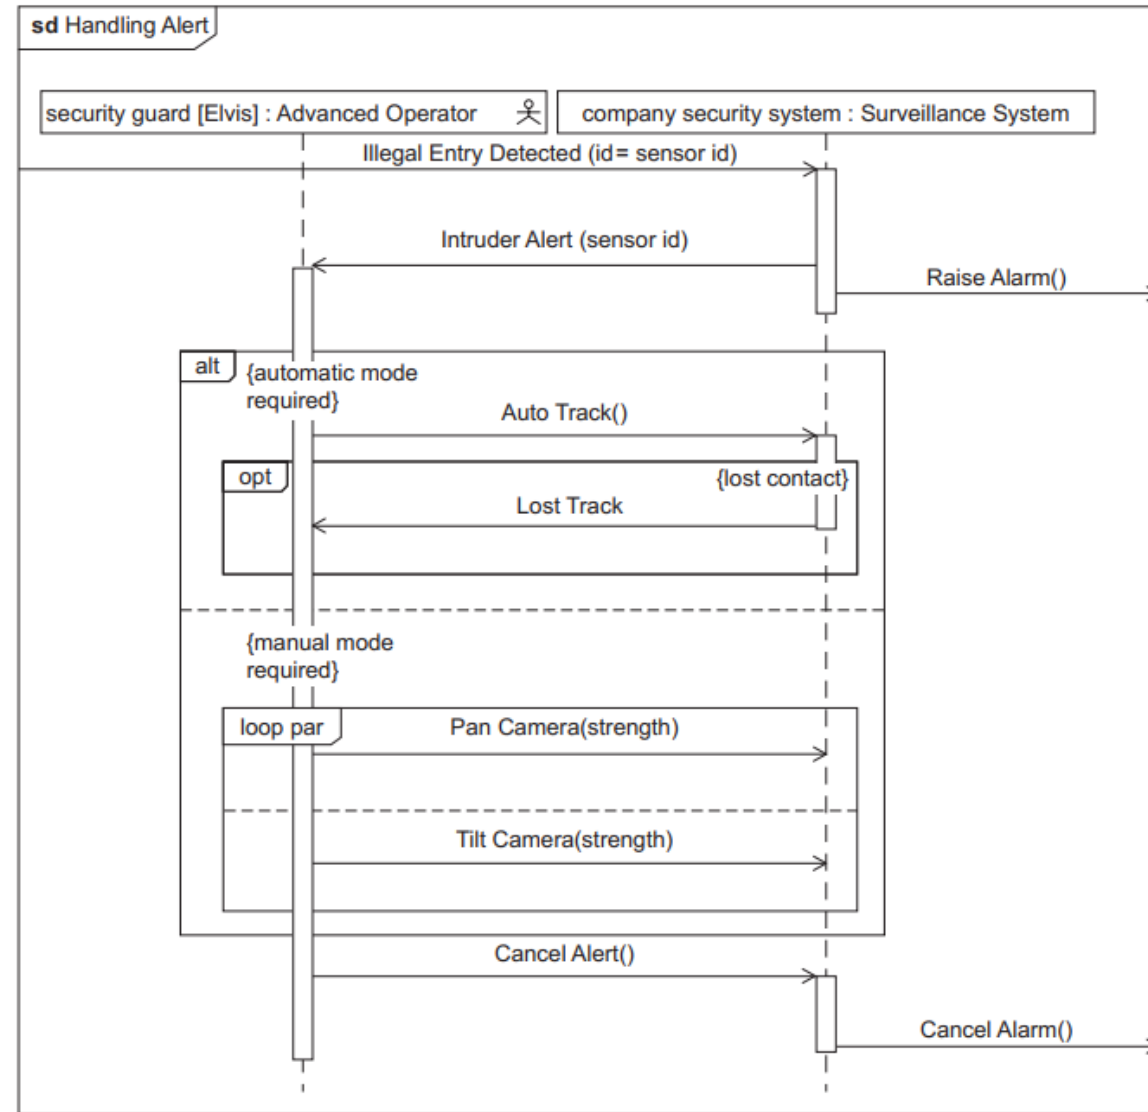 sd Handling Alert
security guard [Elvis] : Advanced Operator
company security system : Surveillance System
Illegal Entry Detected (id= sensor id)
Intruder Alert (sensor id)
Raise Alarm()
alt
{automatic mode
required}
Auto Track()
opt
{lost contact}
Lost Track
{manual mode
required}
loop par
Pan Camera(strength)
Tilt Camera(strength)
Cancel Alert()
Cancel Alarm()